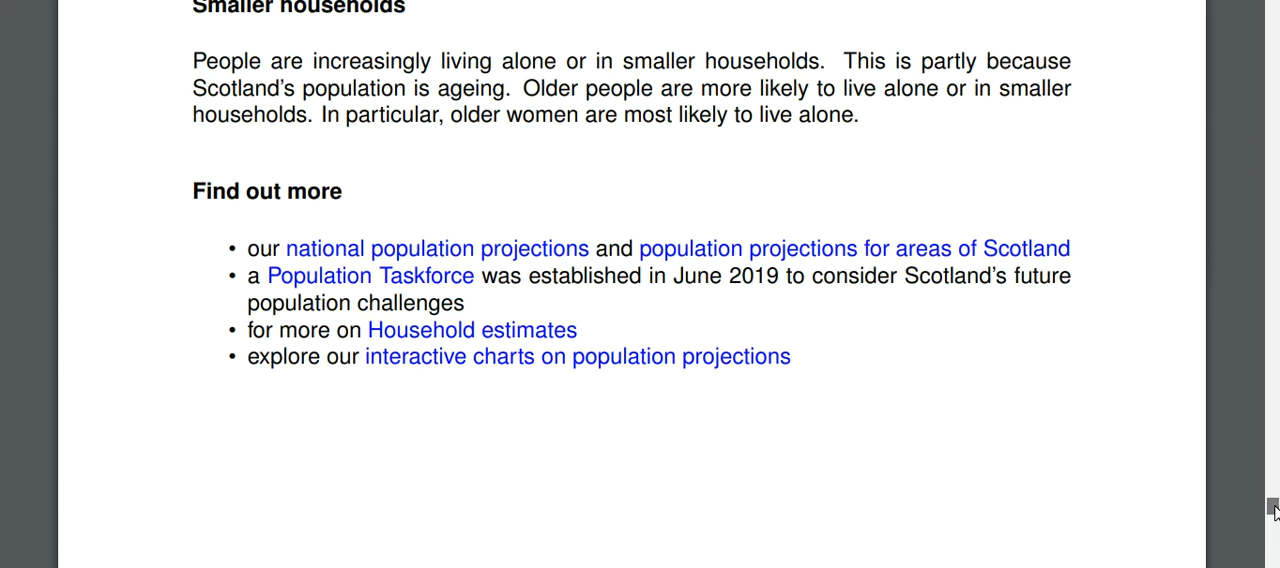 Smaller households
People are increasingly living alone or in smaller households. This is partly because
Scotland's population is ageing. Older people are more likely to live alone or in smaller
households. In particular, older women are most likely to live alone.
Find out more
• our national population projections and population projections for areas of Scotland
• a Population Taskforce was established in June 2019 to consider Scotland's future
population challenges
• for more on Household estimates
• explore our interactive charts on population projections